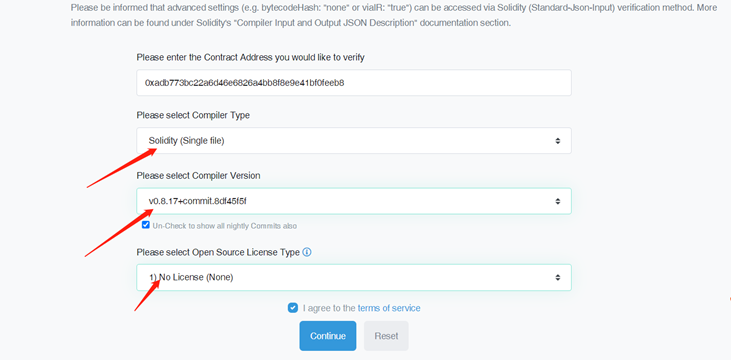 Please be informed that advanced settings (e.g. bytecodeHash: "none" or viaIR: "true") can be accessed via Solidity (Standard-Json-Input) verification method. More
information can be found under Solidity's "Compiler Input and Output JSON Description" documentation section.
Please enter the Contract Address you would like to verify
0xadb773bc22a6d46e6826a4bb8f8e9e41bf0feeb8
Please select Compiler Type
Solidity (Single file)
Please select Compiler Version
v0.8.17+commit.8df45f5f
Un-Check to show all nightly Commits also
Please select Open Source License Type
1) No License (None)
I agree to the terms of service
Continue
Reset